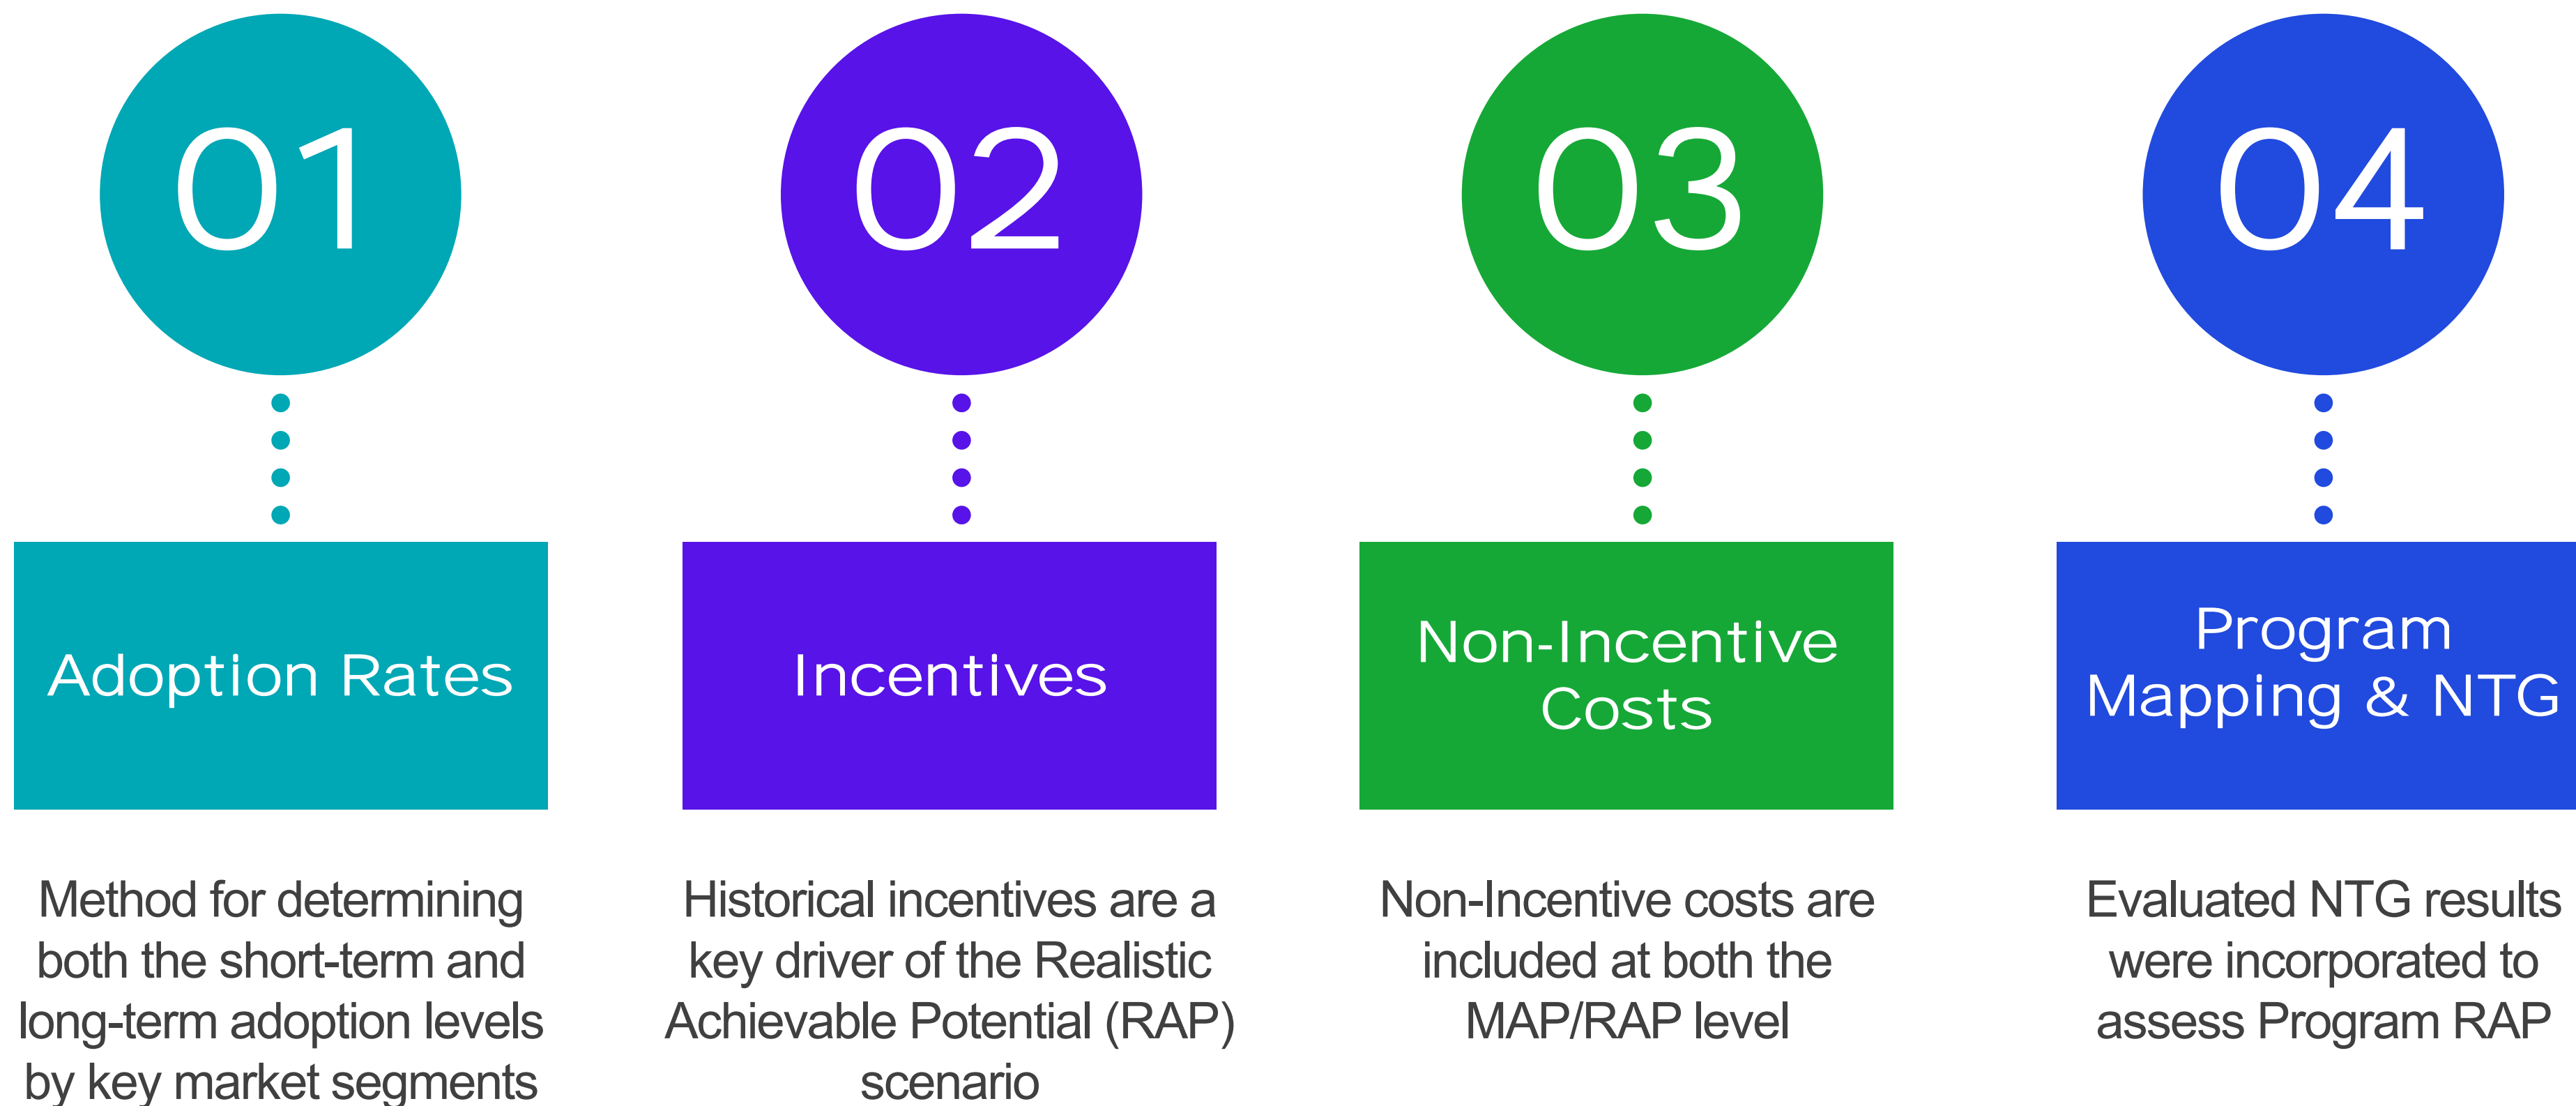 01
Adoption Rates
Method for determining
both the short-term and
long-term adoption levels
by key market segments
02
Incentives
Historical incentives are a
key driver of the Realistic
Achievable Potential (RAP)
scenario
03
Non-Incentive
Costs
Non-Incentive costs are
included at both the
MAP/RAP level
04
Program
Mapping & NTG
Evaluated NTG results
were incorporated to
assess Program RAP